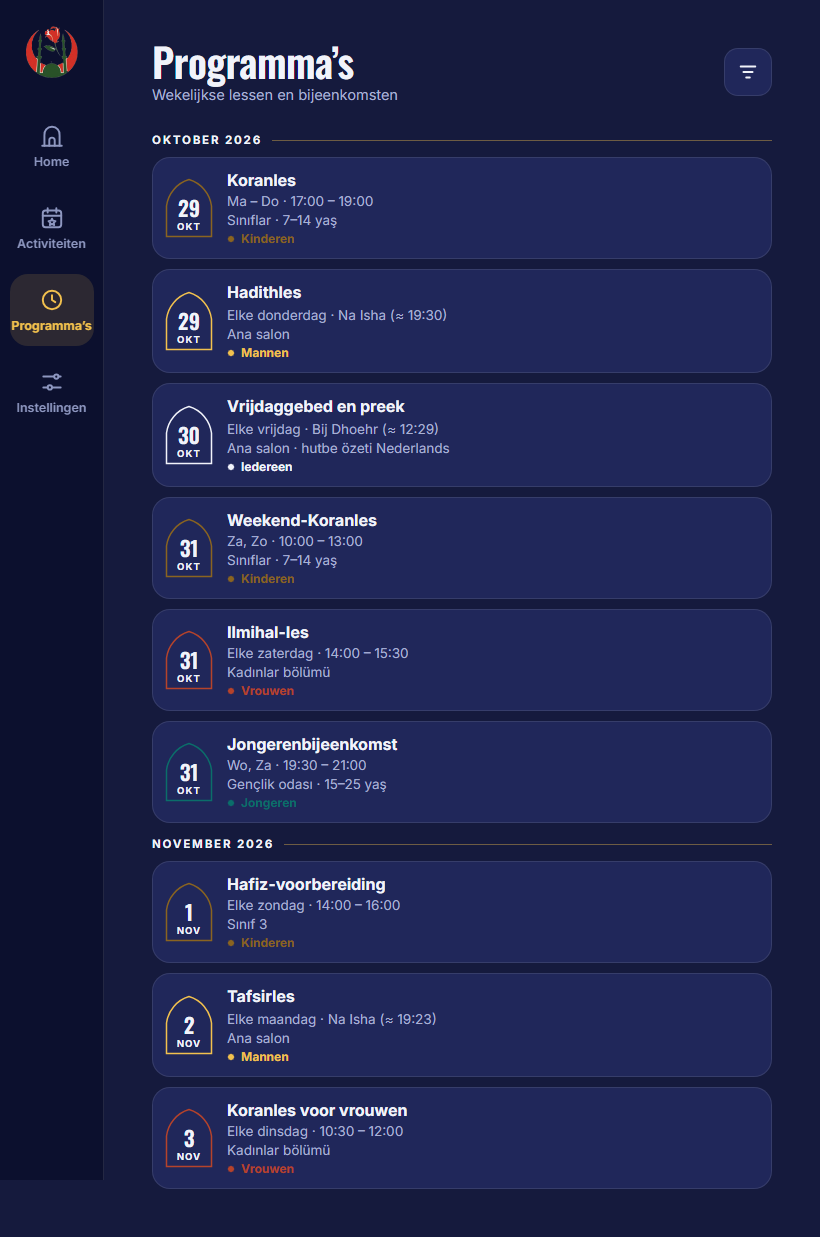 Programma’s
Wekelijkse lessen en bijeenkomsten
Home
Activiteiten
Programma’s
Instellingen
OKTOBER 2026
29
OKT
Koranles
Ma – Do · 17:00 – 19:00
Sınıflar · 7–14 yaş
Kinderen
29
OKT
Hadithles
Elke donderdag · Na Isha (≈ 19:30)
Ana salon
Mannen
30
OKT
Vrijdaggebed en preek
Elke vrijdag · Bij Dhoehr (≈ 12:29)
Ana salon · hutbe özeti Nederlands
Iedereen
31
OKT
Weekend-Koranles
Za, Zo · 10:00 – 13:00
Sınıflar · 7–14 yaş
Kinderen
31
OKT
Ilmihal-les
Elke zaterdag · 14:00 – 15:30
Kadınlar bölümü
Vrouwen
31
OKT
Jongerenbijeenkomst
Wo, Za · 19:30 – 21:00
Gençlik odası · 15–25 yaş
Jongeren
NOVEMBER 2026
1
NOV
Hafiz-voorbereiding
Elke zondag · 14:00 – 16:00
Sınıf 3
Kinderen
2
NOV
Tafsirles
Elke maandag · Na Isha (≈ 19:23)
Ana salon
Mannen
3
NOV
Koranles voor vrouwen
Elke dinsdag · 10:30 – 12:00
Kadınlar bölümü
Vrouwen